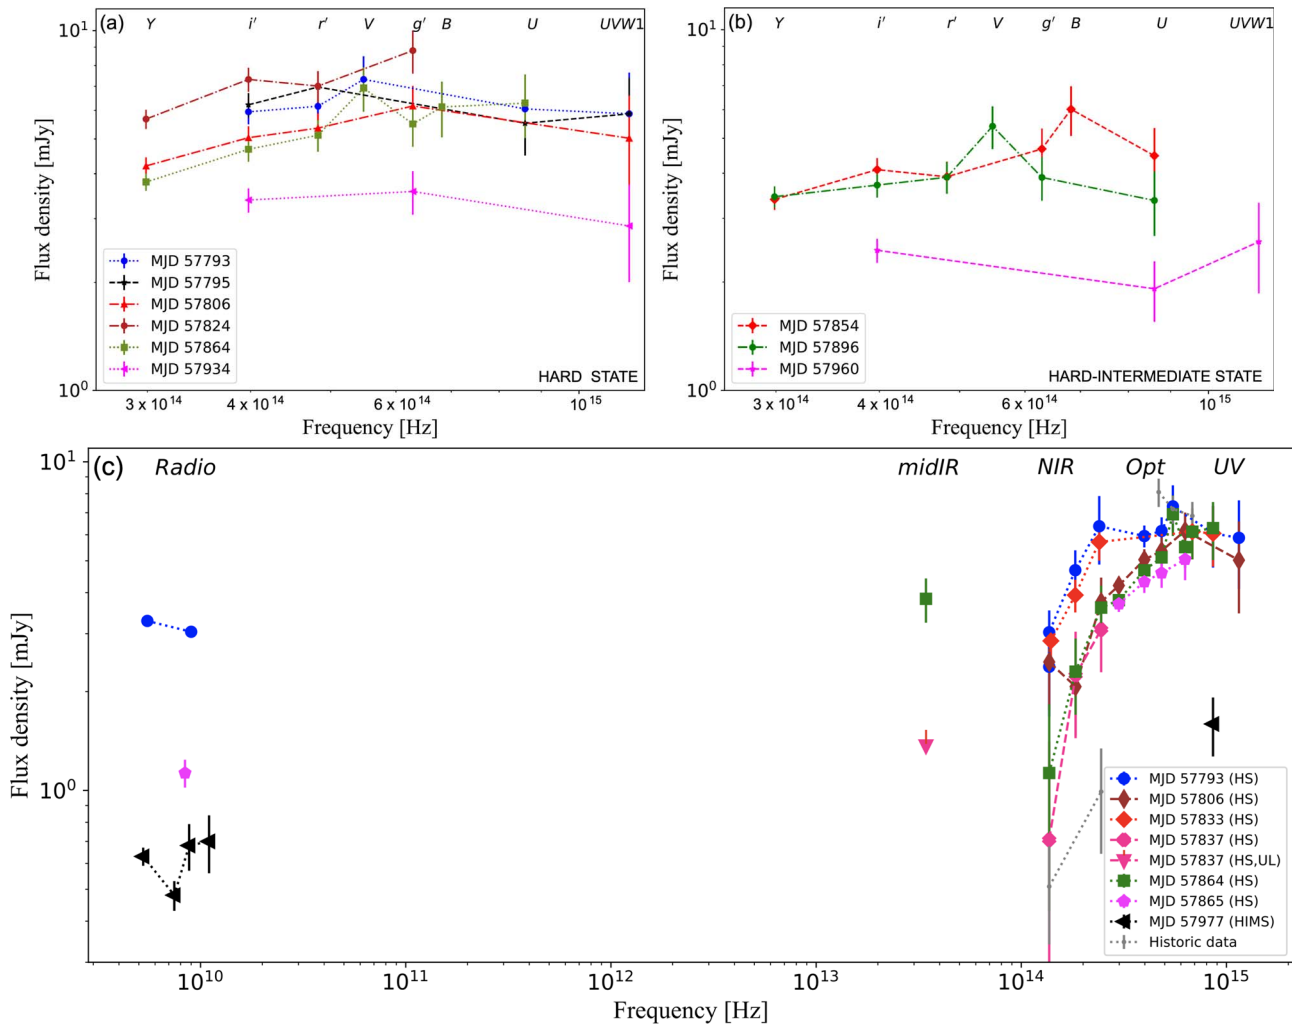 (a) Y i' r' V g' B U UVW1
10¹
Flux density [mJy]
MJD 57793
MJD 57795
MJD 57806
MJD 57824
MJD 57864
MJD 57934
HARD STATE
10⁰
3 x 10¹⁴ 4 x 10¹⁴ 6 x 10¹⁴ 10¹⁵
Frequency [Hz]
(b) Y i' r' V g' B U UVW1
10¹
Flux density [mJy]
MJD 57854
MJD 57896
MJD 57960
HARD-INTERMEDIATE STATE
10⁰
3 x 10¹⁴ 4 x 10¹⁴ 6 x 10¹⁴ 10¹⁵
Frequency [Hz]
(c) Radio midIR NIR Opt UV
10¹
Flux density [mJy]
10⁰
MJD 57793 (HS)
MJD 57806 (HS)
MJD 57833 (HS)
MJD 57837 (HS)
MJD 57837 (HS,UL)
MJD 57864 (HS)
MJD 57865 (HS)
MJD 57977 (HIMS)
Historic data
10¹⁰ 10¹¹ 10¹² 10¹³ 10¹⁴ 10¹⁵
Frequency [Hz]